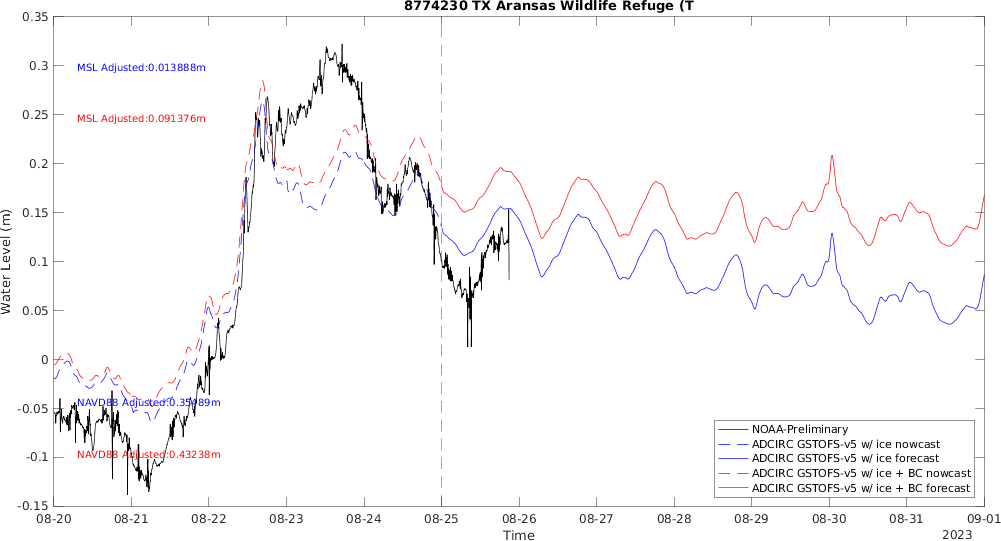 8774230 TX Aransas Wildlife Refuge (T
0.35
0.3
0.25
0.2
0.15
0.1
0.05
0
-0.05
-0.1
-0.15
Water Level (m)
MSL Adjusted:0.013888m
MSL Adjusted:0.091376m
NAVD88 Adjusted:0.35489m
NAVD88 Adjusted:0.43238m
NOAA-Preliminary
ADCIRC GSTOFS-v5 w/ ice nowcast
ADCIRC GSTOFS-v5 w/ ice forecast
ADCIRC GSTOFS-v5 w/ ice + BC nowcast
ADCIRC GSTOFS-v5 w/ ice + BC forecast
08-20 08-21 08-22 08-23 08-24 08-25 08-26 08-27 08-28 08-29 08-30 08-31 09-01
Time
2023